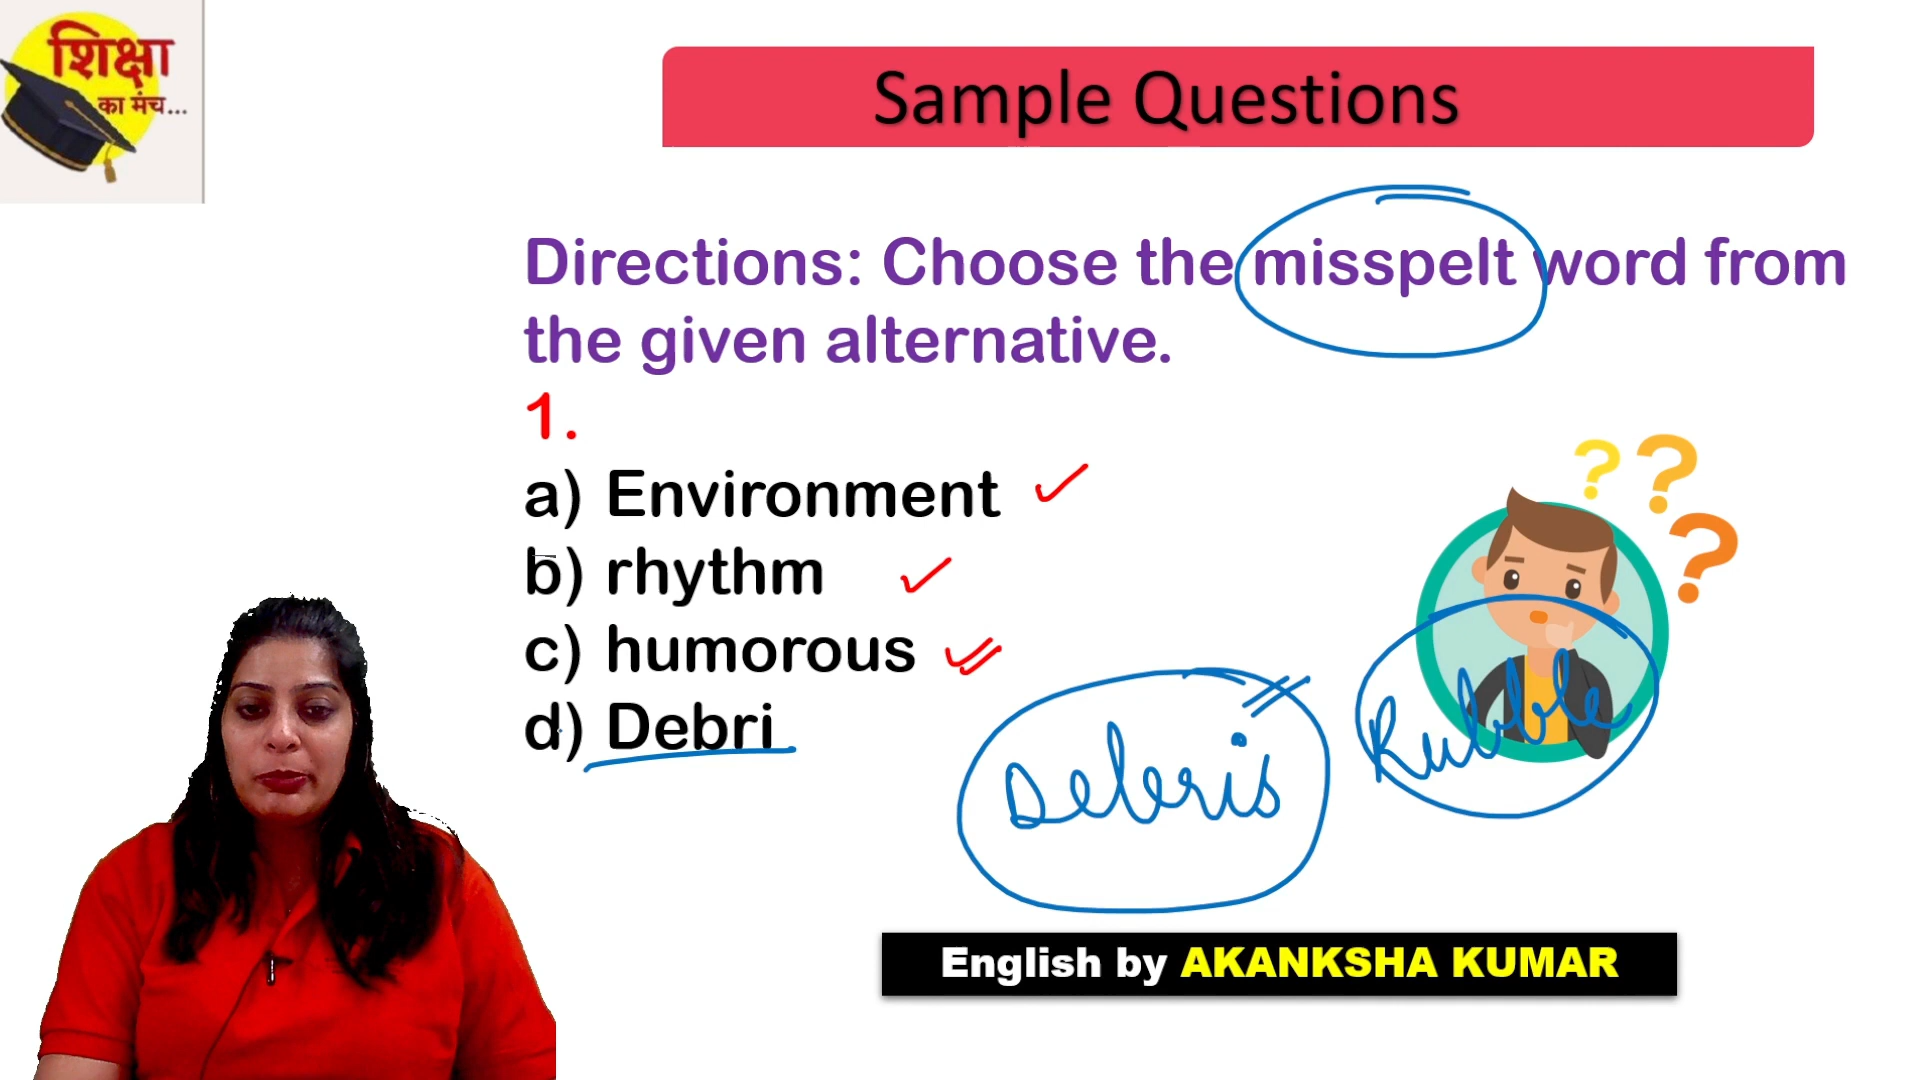 शिक्षा
का मंच...
Sample Questions
Directions: Choose the misspelt word from
the given alternative.
1.
a) Environment
b) rhythm
c) humorous
d) Debri
Debris
Rubble
? ? ?
English by AKANKSHA KUMAR